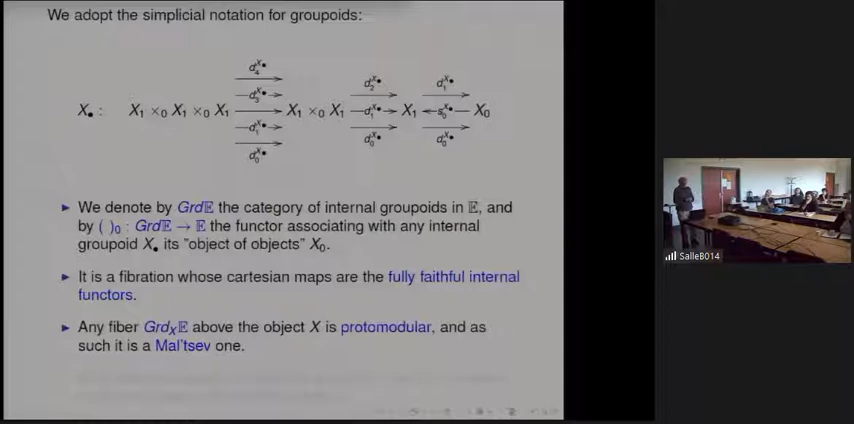 We adopt the simplicial notation for groupoids:
X• : X1 ×0 X1 ×0 X1 X1 ×0 X1 X1 X0
► We denote by Grd𝔼 the category of internal groupoids in 𝔼, and
by ( )0 : Grd𝔼 → 𝔼 the functor associating with any internal
groupoid X• its "object of objects" X0.
► It is a fibration whose cartesian maps are the fully faithful internal
functors.
► Any fiber GrdX𝔼 above the object X is protomodular, and as
such it is a Mal'tsev one.
SalleB014